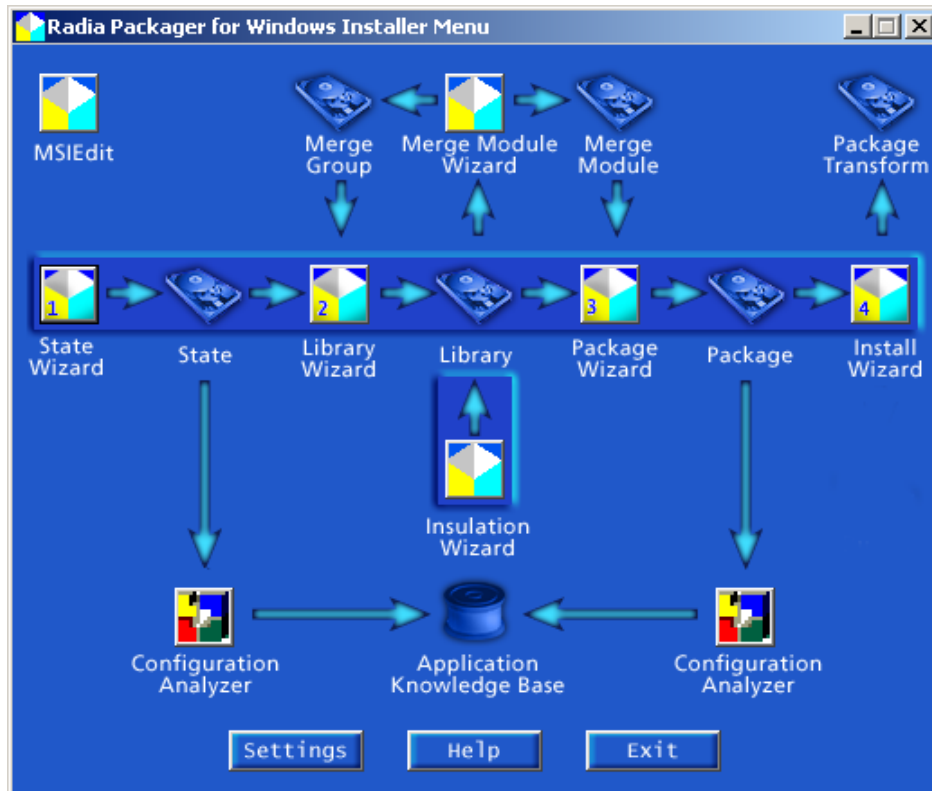 Radia Packager for Windows Installer Menu
MSIEdit
Merge
Group
Merge Module
Wizard
Merge
Module
Package
Transform
1
2
3
4
State
Wizard
State
Library
Wizard
Library
Package
Wizard
Package
Install
Wizard
Insulation
Wizard
Configuration
Analyzer
Application
Knowledge Base
Configuration
Analyzer
Settings
Help
Exit